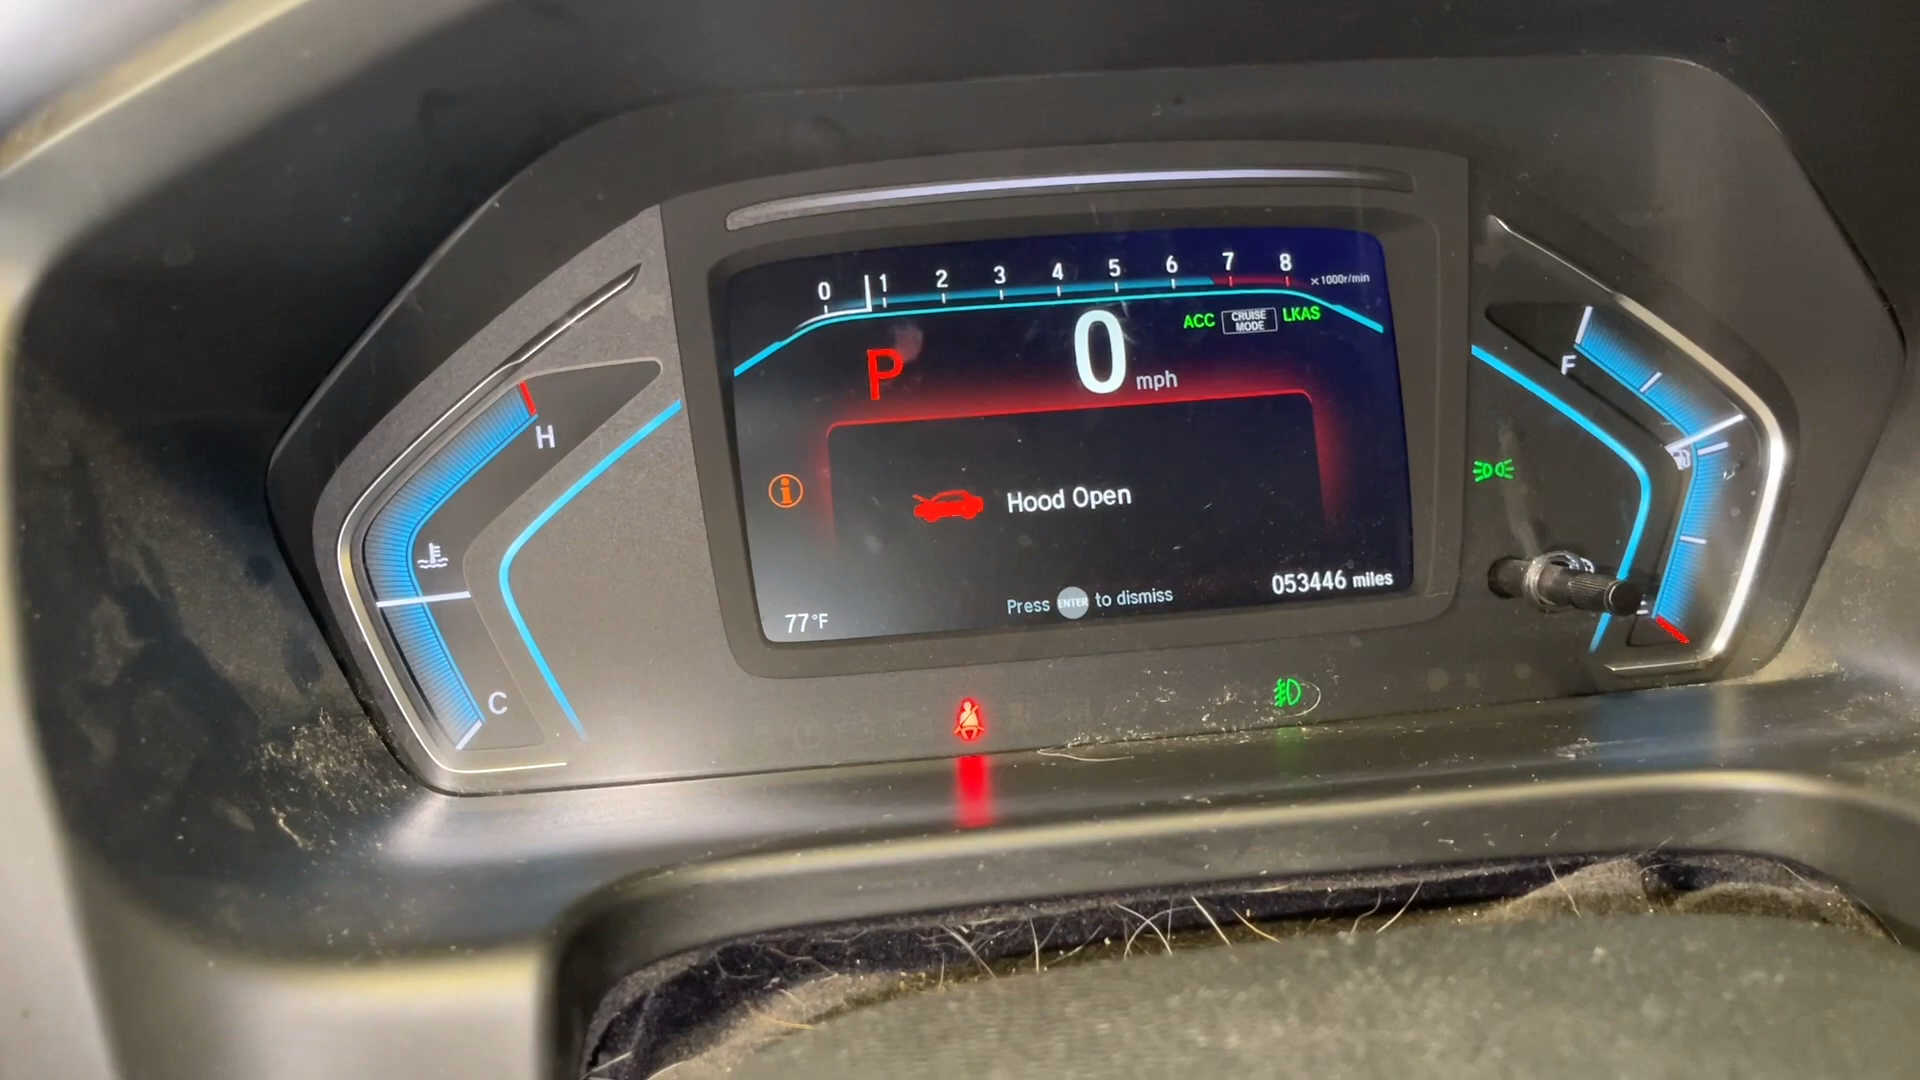 0 1 2 3 4 5 6 7 8 x1000r/min
ACC CRUISE MODE LKAS
P 0 mph
H
F
Hood Open
Press ENTER to dismiss
053446 miles
77°F
C